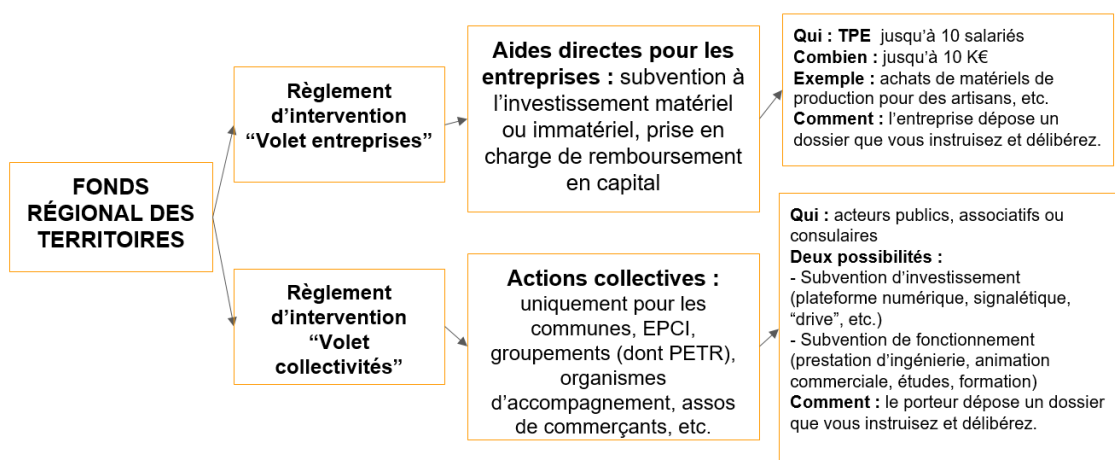 FONDS
RÉGIONAL DES
TERRITOIRES
Règlement
d’intervention
“Volet entreprises”
Aides directes pour les
entreprises : subvention à
l’investissement matériel
ou immatériel, prise en
charge de remboursement
en capital
Qui : TPE jusqu’à 10 salariés
Combien : jusqu’à 10 K€
Exemple : achats de matériels de
production pour des artisans, etc.
Comment : l’entreprise dépose un
dossier que vous instruisez et délibérez.
Règlement
d’intervention
“Volet
collectivités”
Actions collectives :
uniquement pour les
communes, EPCI,
groupements (dont PETR),
organismes
d’accompagnement, assos
de commerçants, etc.
Qui : acteurs publics, associatifs ou
consulaires
Deux possibilités :
- Subvention d’investissement
(plateforme numérique, signalétique,
“drive”, etc.)
- Subvention de fonctionnement
(prestation d’ingénierie, animation
commerciale, études, formation)
Comment : le porteur dépose un dossier
que vous instruisez et délibérez.